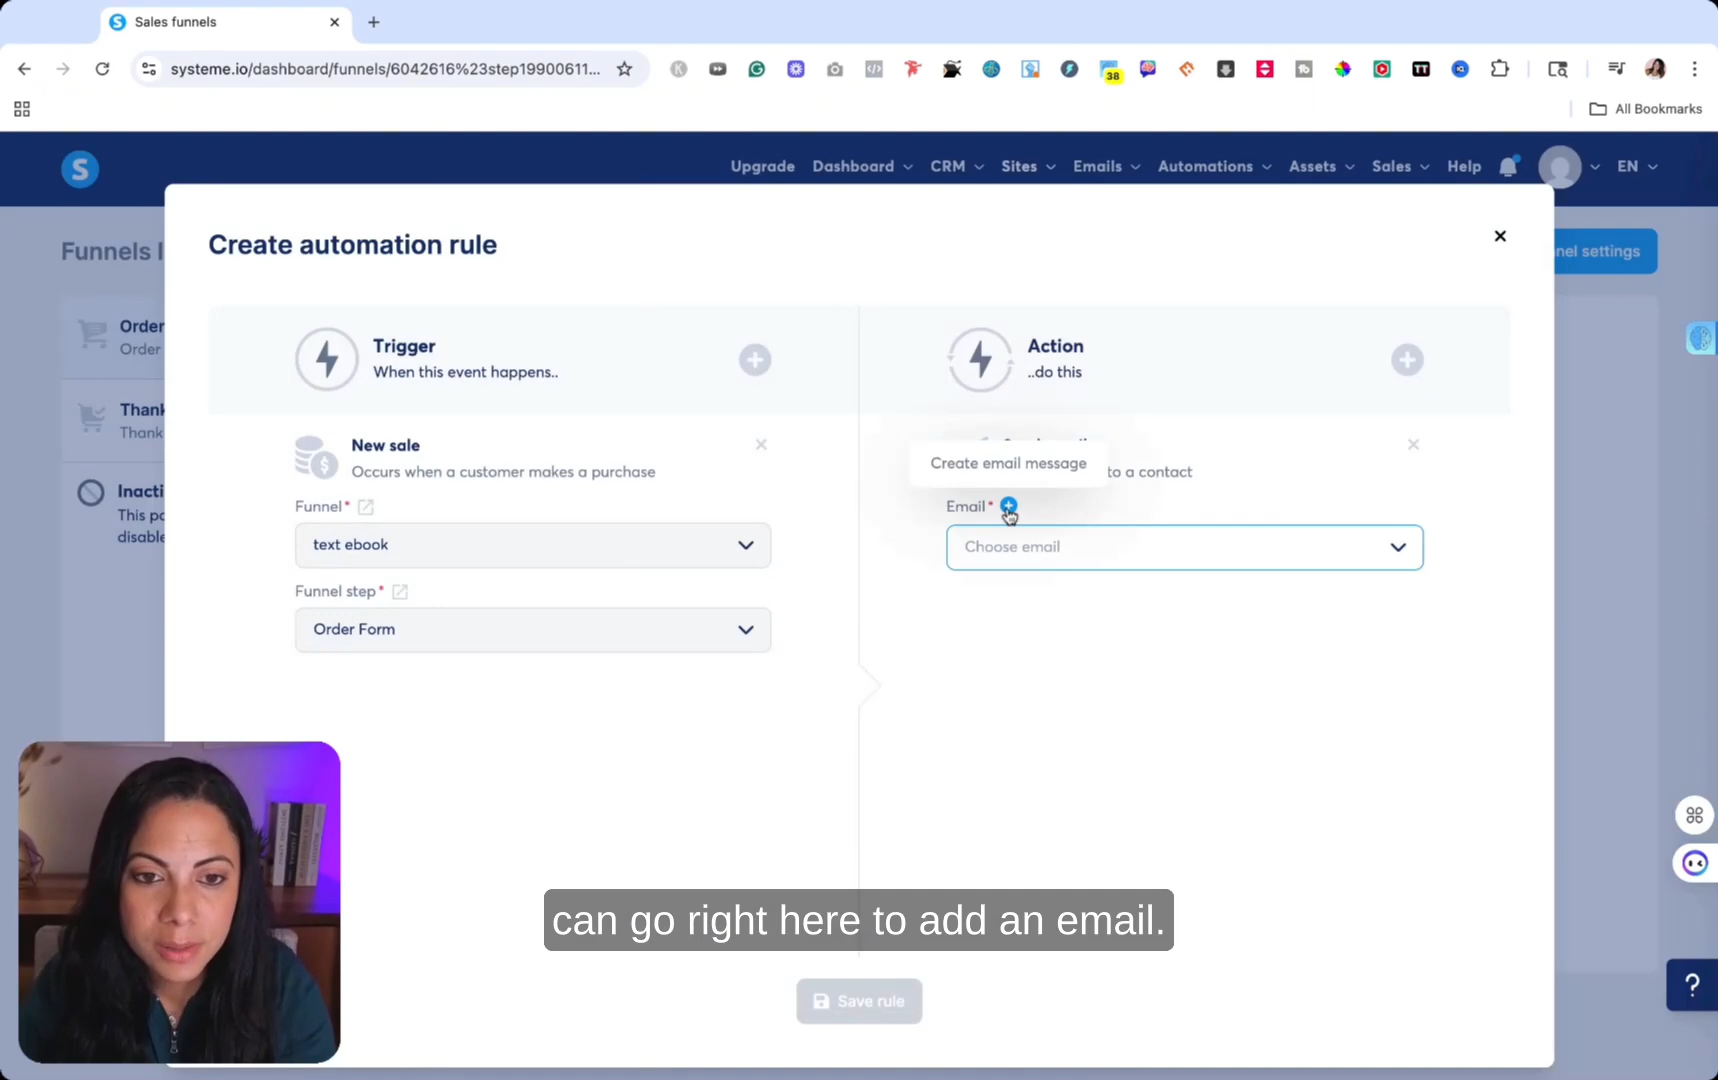 Sales funnels
systeme.io/dashboard/funnels/6042616%23step19900611...
38
TT
All Bookmarks
S
Upgrade Dashboard CRM Sites Emails Automations Assets Sales Help EN
Funnels l
nel settings
Create automation rule
Order
Order
Thank
Thank
Inacti
This po
disable
Trigger
When this event happens..
Action
..do this
New sale
Occurs when a customer makes a purchase
Create email message
to a contact
Funnel*
text ebook
Email*
Choose email
Funnel step*
Order Form
can go right here to add an email.
Save rule
?